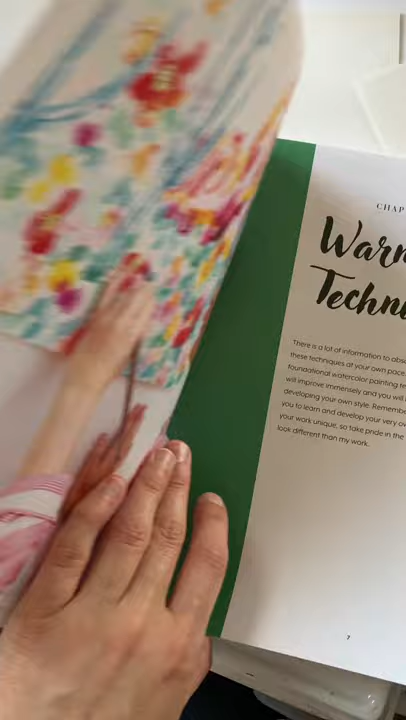 CHAP
Warm
Techni
There is a lot of information to abso
these techniques at your own pace.
foundational watercolor painting te
will improve immensely and you will
developing your own style. Remembe
you to learn and develop your very ow
your work unique, so take pride in the
look different than my work.
7